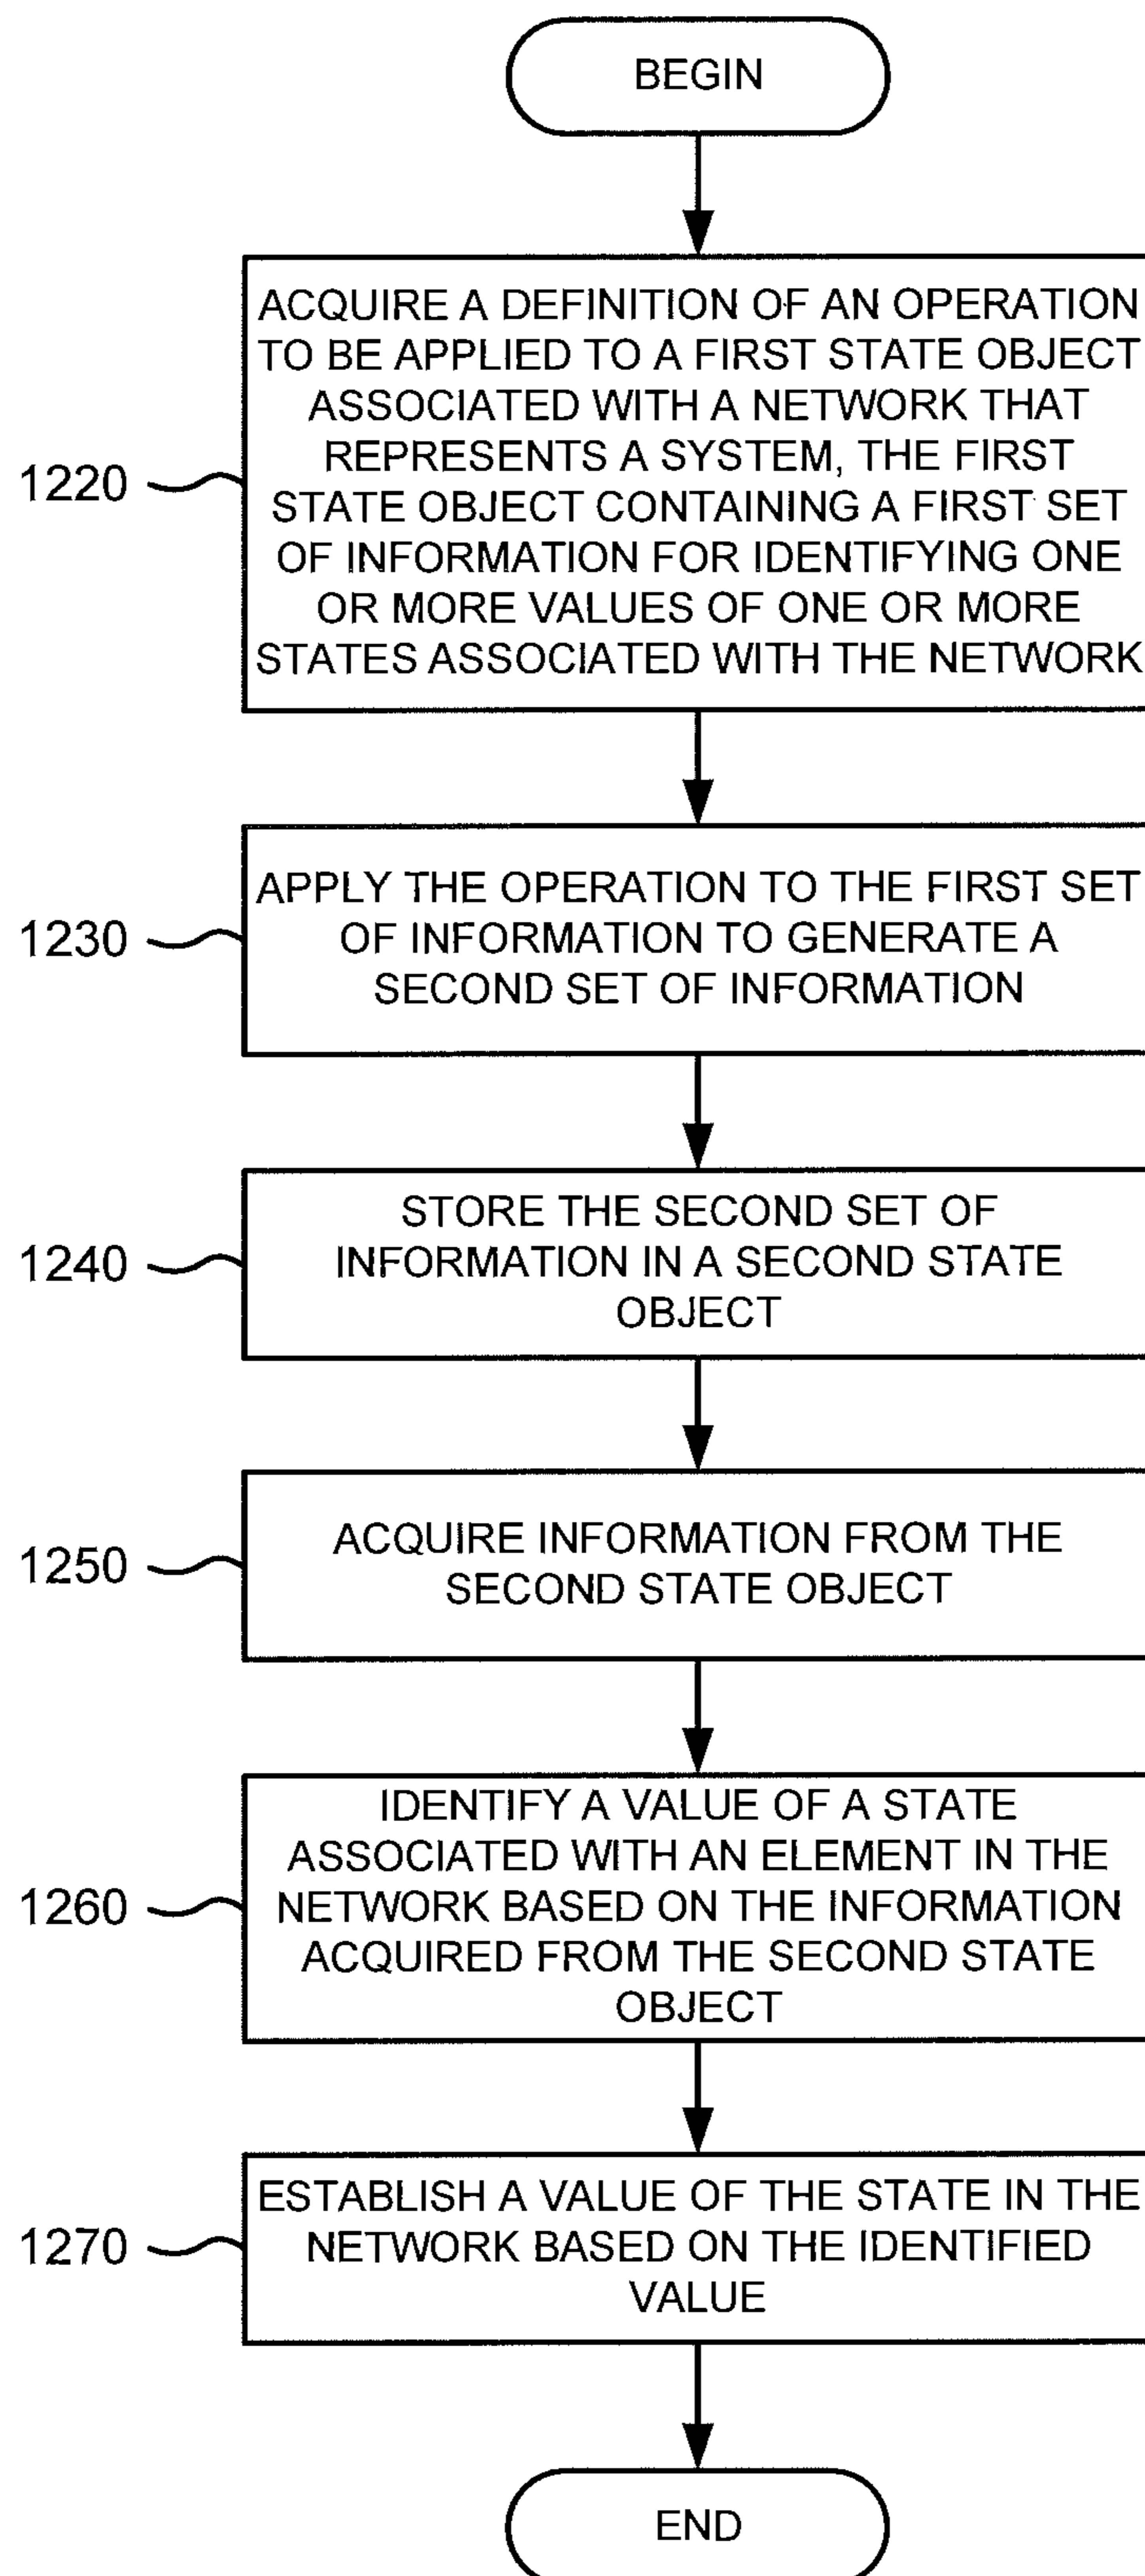 BEGIN
ACQUIRE A DEFINITION OF AN OPERATION
TO BE APPLIED TO A FIRST STATE OBJECT
ASSOCIATED WITH A NETWORK THAT
REPRESENTS A SYSTEM, THE FIRST
STATE OBJECT CONTAINING A FIRST SET
OF INFORMATION FOR IDENTIFYING ONE
OR MORE VALUES OF ONE OR MORE
STATES ASSOCIATED WITH THE NETWORK
1220
APPLY THE OPERATION TO THE FIRST SET
OF INFORMATION TO GENERATE A
SECOND SET OF INFORMATION
1230
STORE THE SECOND SET OF
INFORMATION IN A SECOND STATE
OBJECT
1240
ACQUIRE INFORMATION FROM THE
SECOND STATE OBJECT
1250
IDENTIFY A VALUE OF A STATE
ASSOCIATED WITH AN ELEMENT IN THE
NETWORK BASED ON THE INFORMATION
ACQUIRED FROM THE SECOND STATE
OBJECT
1260
ESTABLISH A VALUE OF THE STATE IN THE
NETWORK BASED ON THE IDENTIFIED
VALUE
1270
END